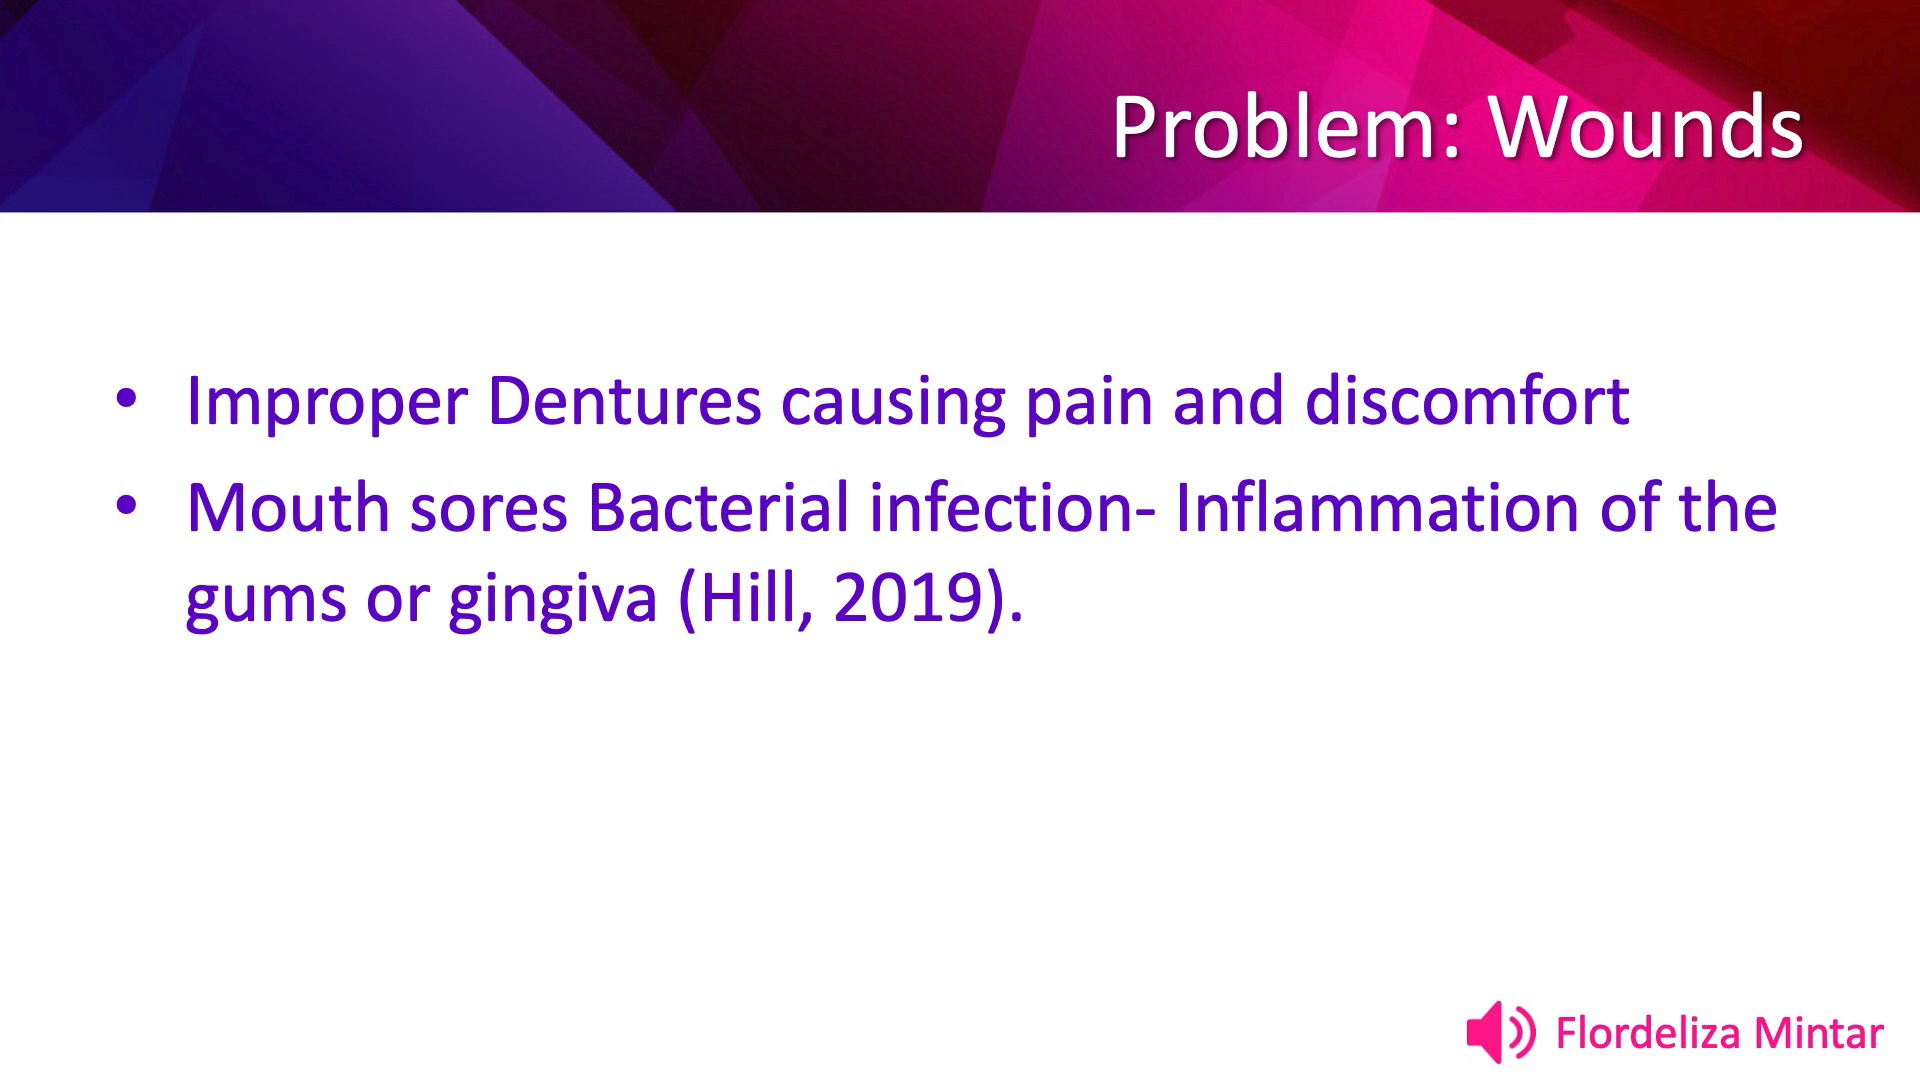 Problem: Wounds
• Improper Dentures causing pain and discomfort
• Mouth sores Bacterial infection- Inflammation of the
gums or gingiva (Hill, 2019).
Flordeliza Mintar